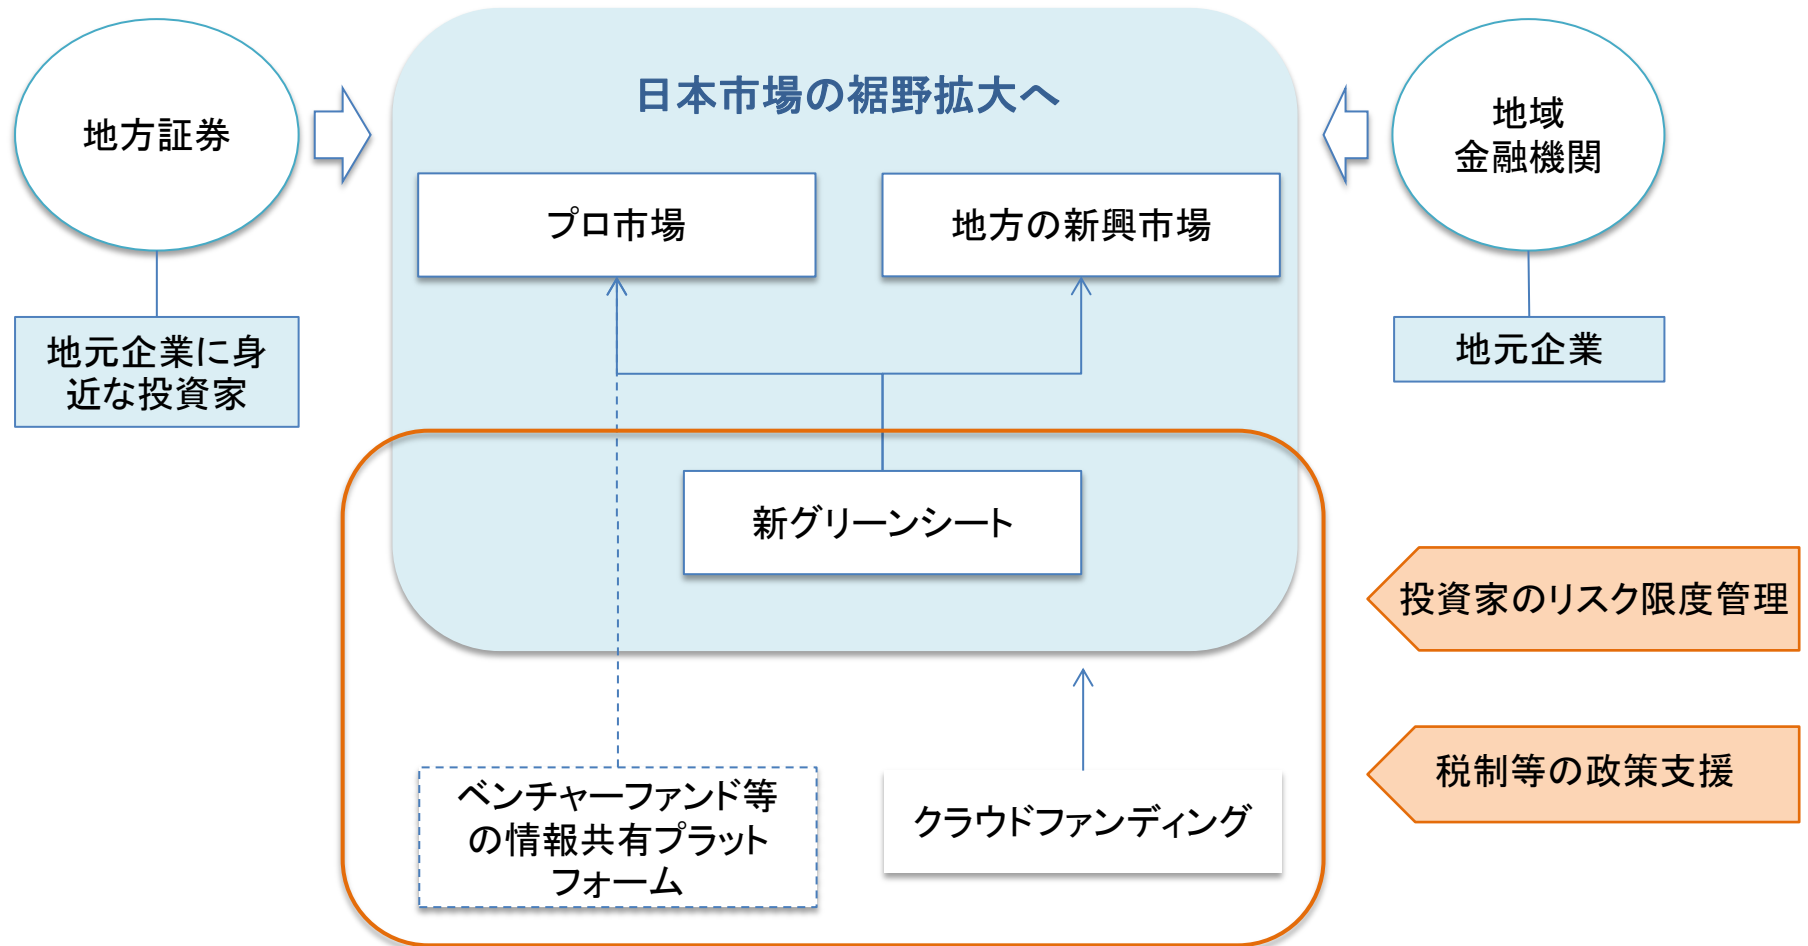 日本市場の裾野拡大へ
地方証券
地域
金融機関
プロ市場
地方の新興市場
地元企業に身
近な投資家
地元企業
新グリーンシート
投資家のリスク限度管理
税制等の政策支援
ベンチャーファンド等
の情報共有プラット
フォーム
クラウドファンディング